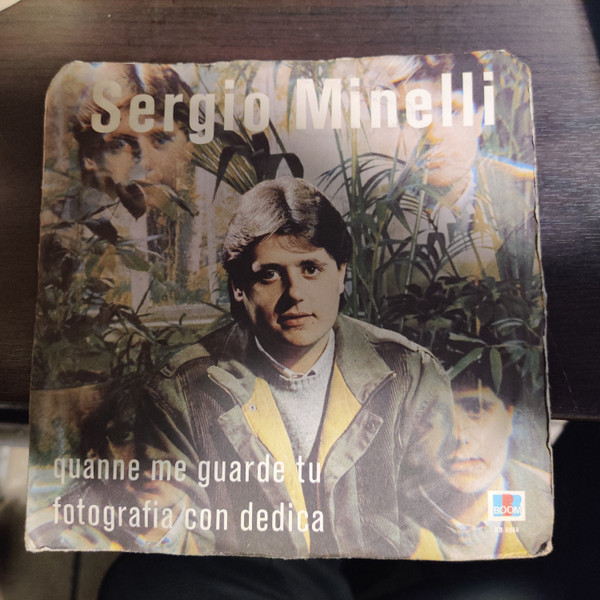 Sergio Minelli
quanne me guarde tu
fotografia con dedica
BOOM